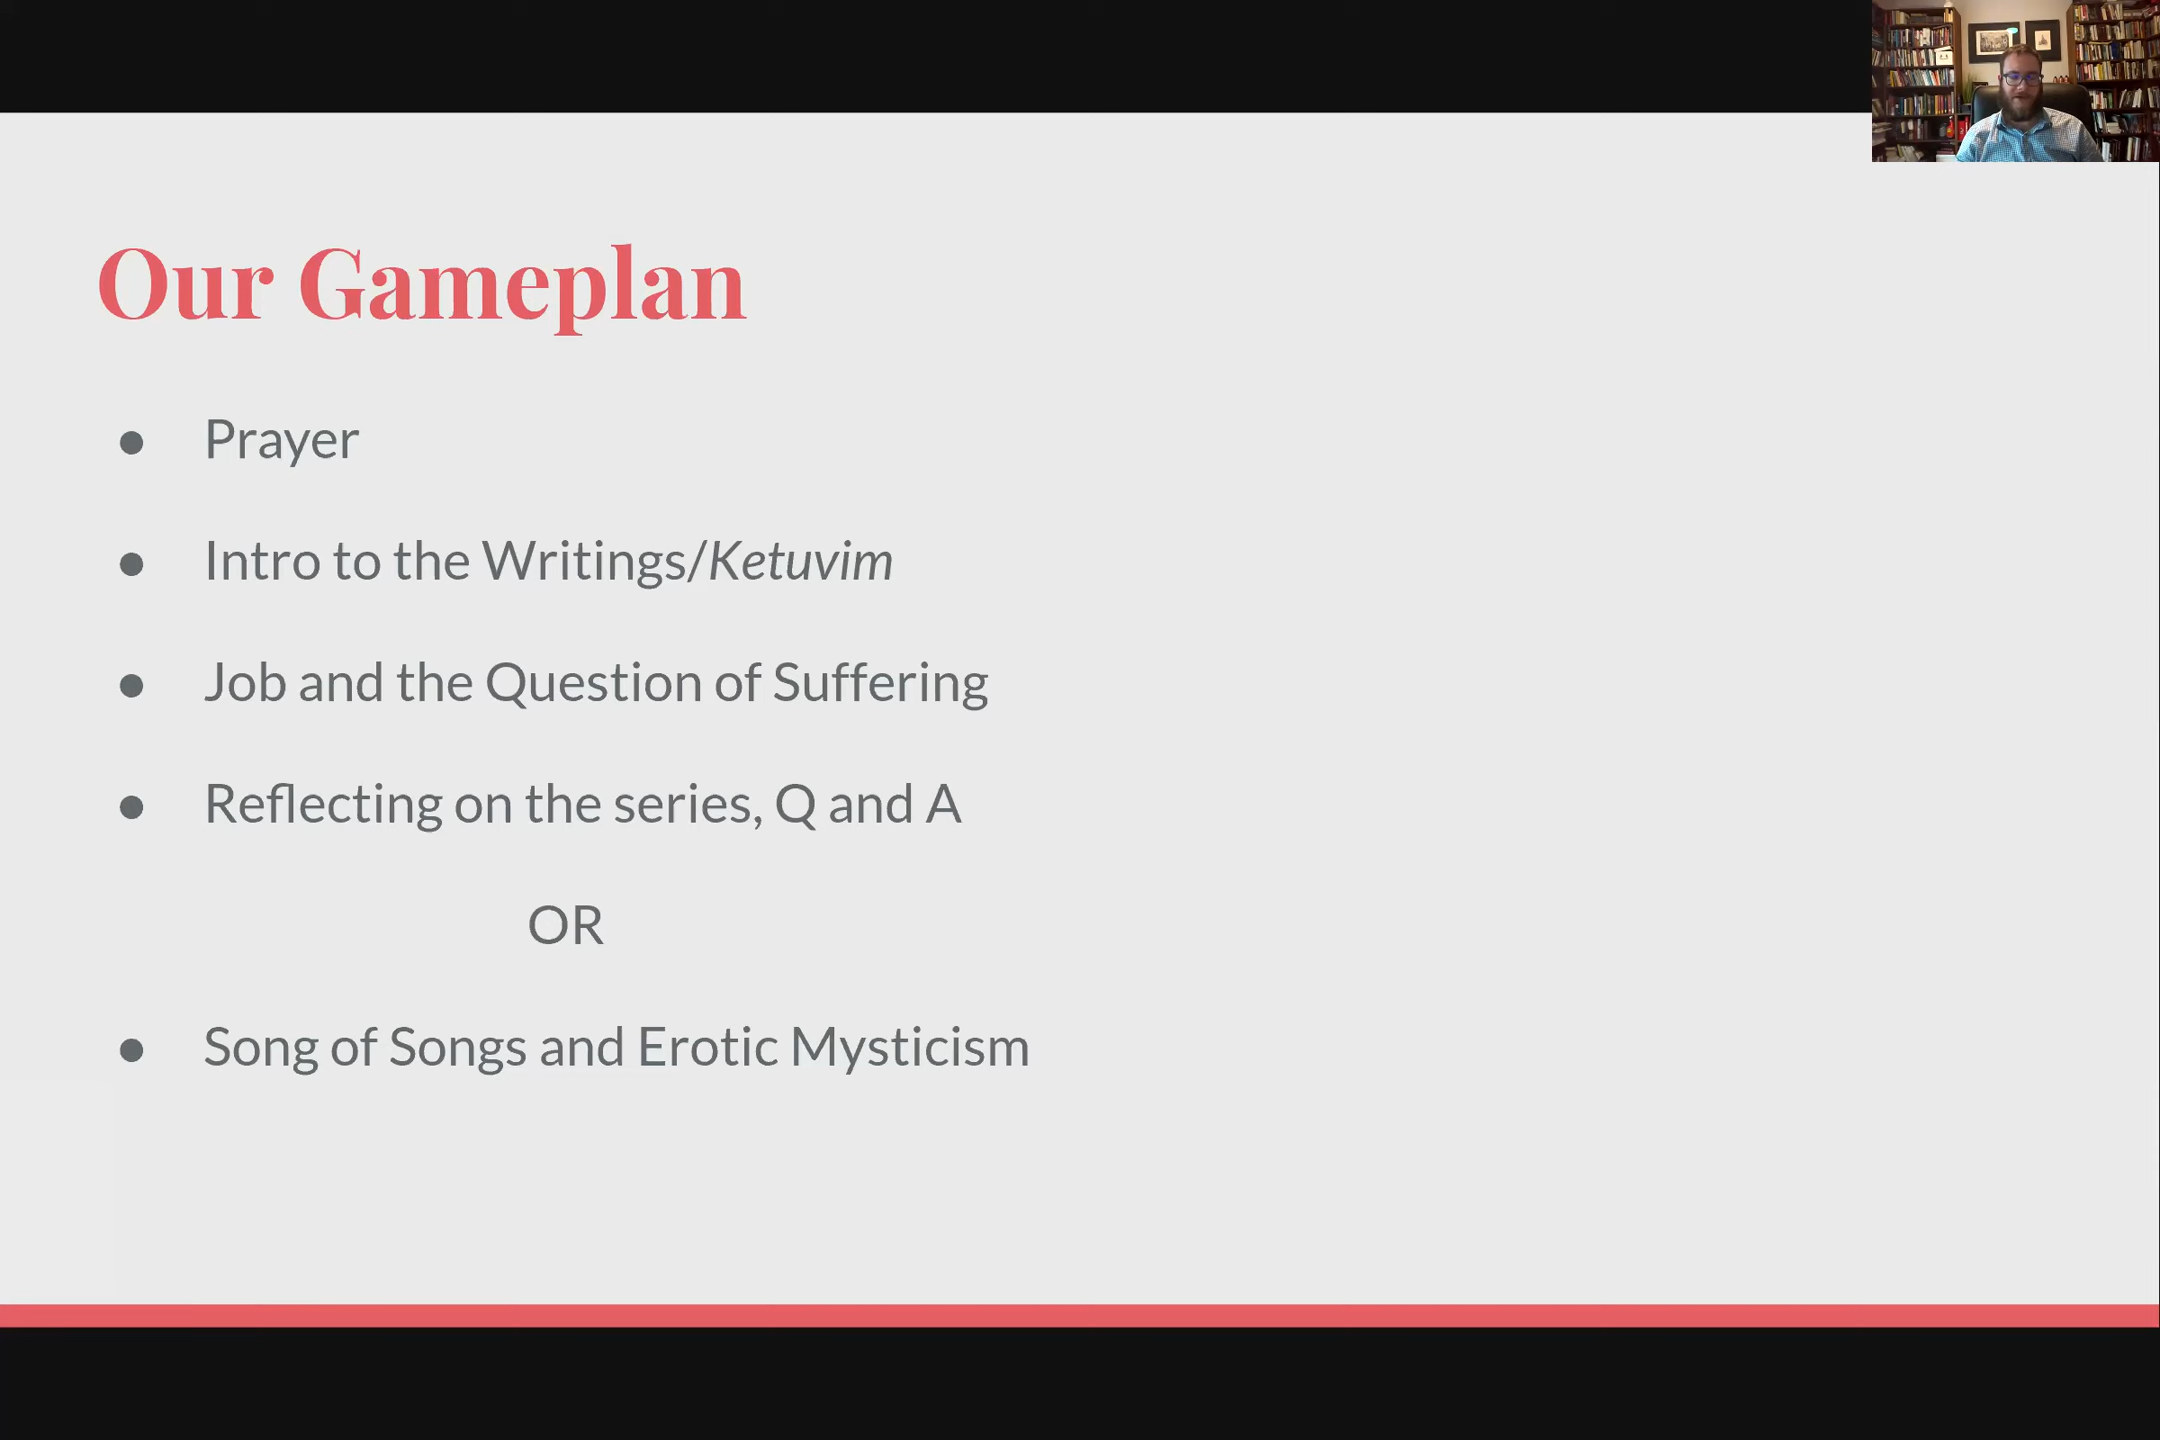 Our Gameplan
● Prayer
● Intro to the Writings/Ketuvim
● Job and the Question of Suffering
● Reflecting on the series, Q and A
OR
● Song of Songs and Erotic Mysticism